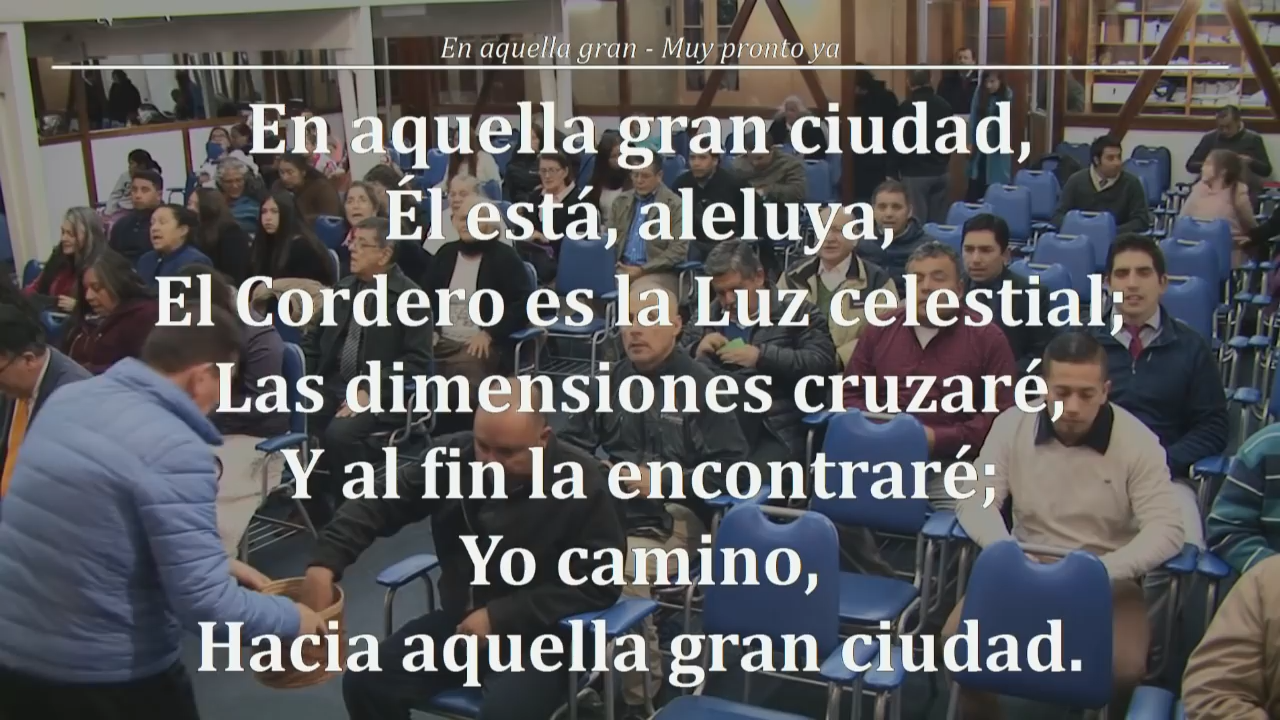 En aquella gran - Muy pronto ya
En aquella gran ciudad,
Él está, aleluya,
El Cordero es la Luz celestial;
Las dimensiones cruzaré,
Y al fin la encontraré;
Yo camino,
Hacia aquella gran ciudad.